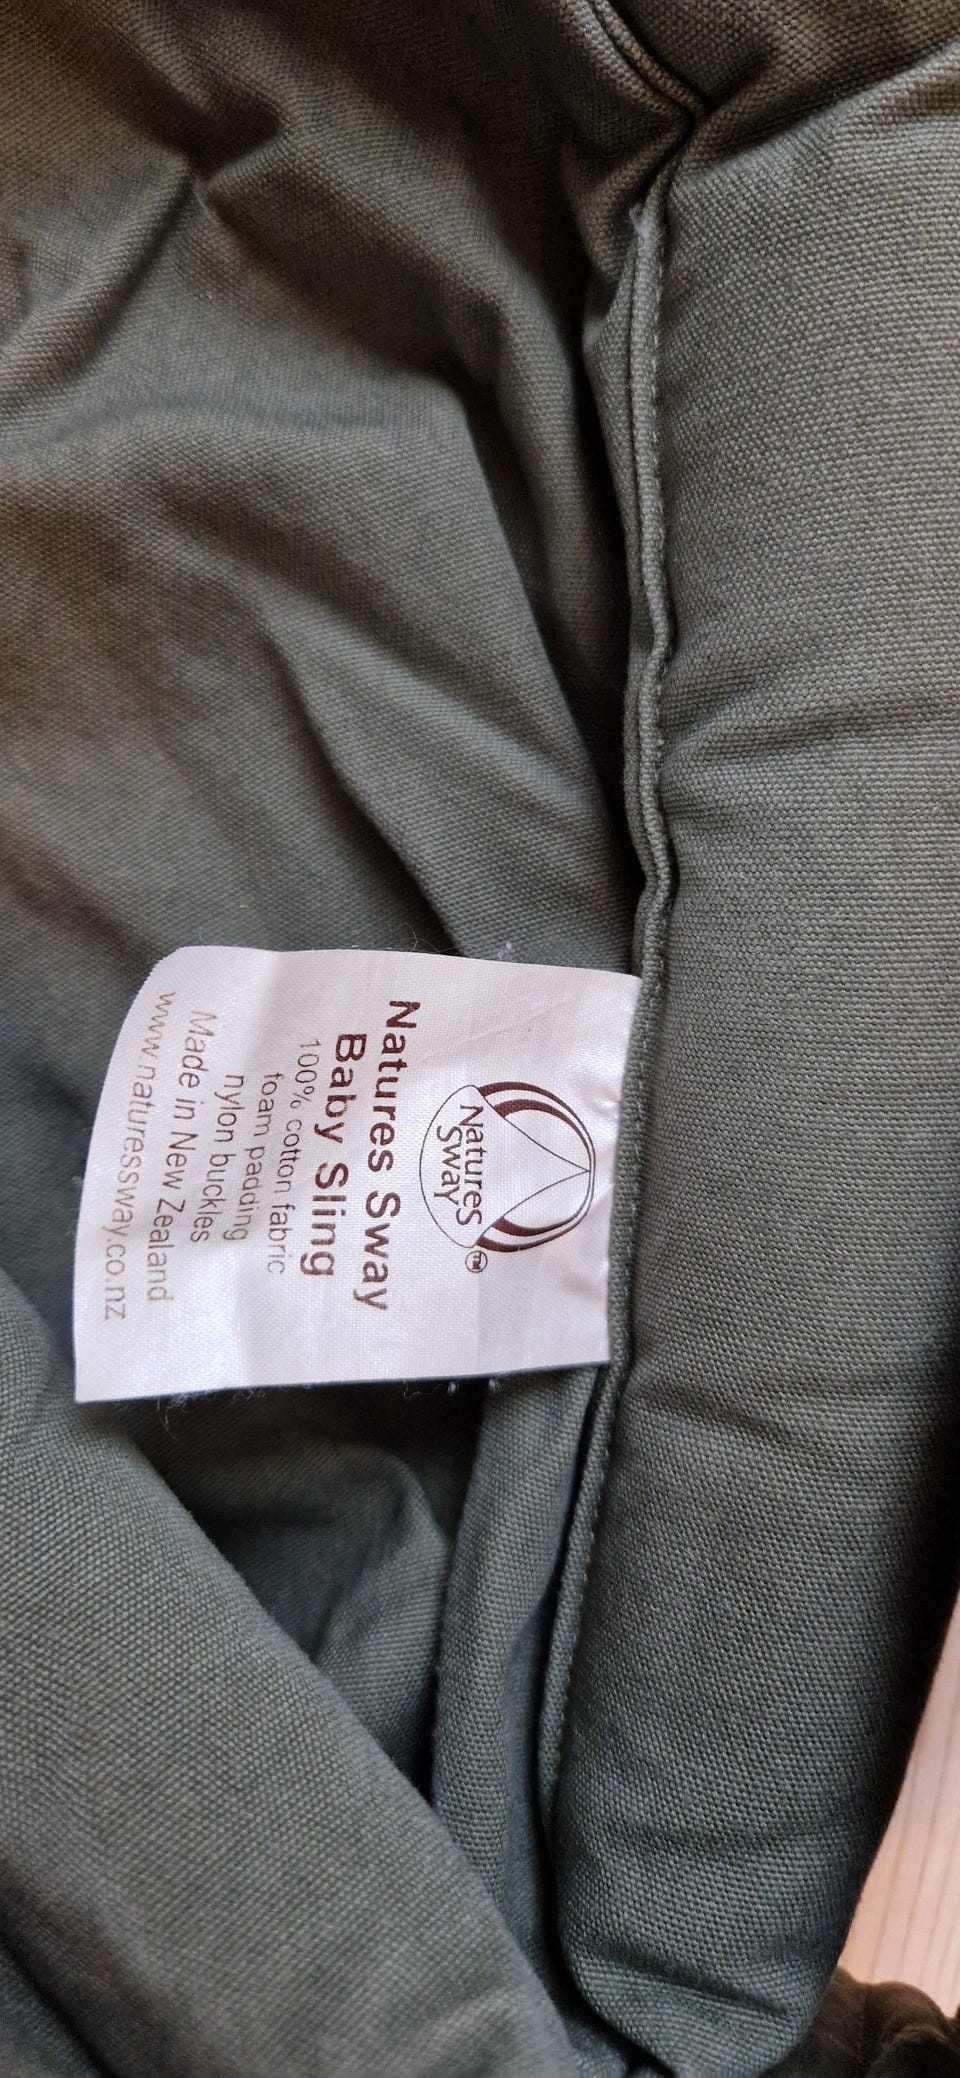 Natures
Sway
TM
Natures Sway
Baby Sling
100% cotton fabric
foam padding
nylon buckles
Made in New Zealand
www.naturessway.co.nz